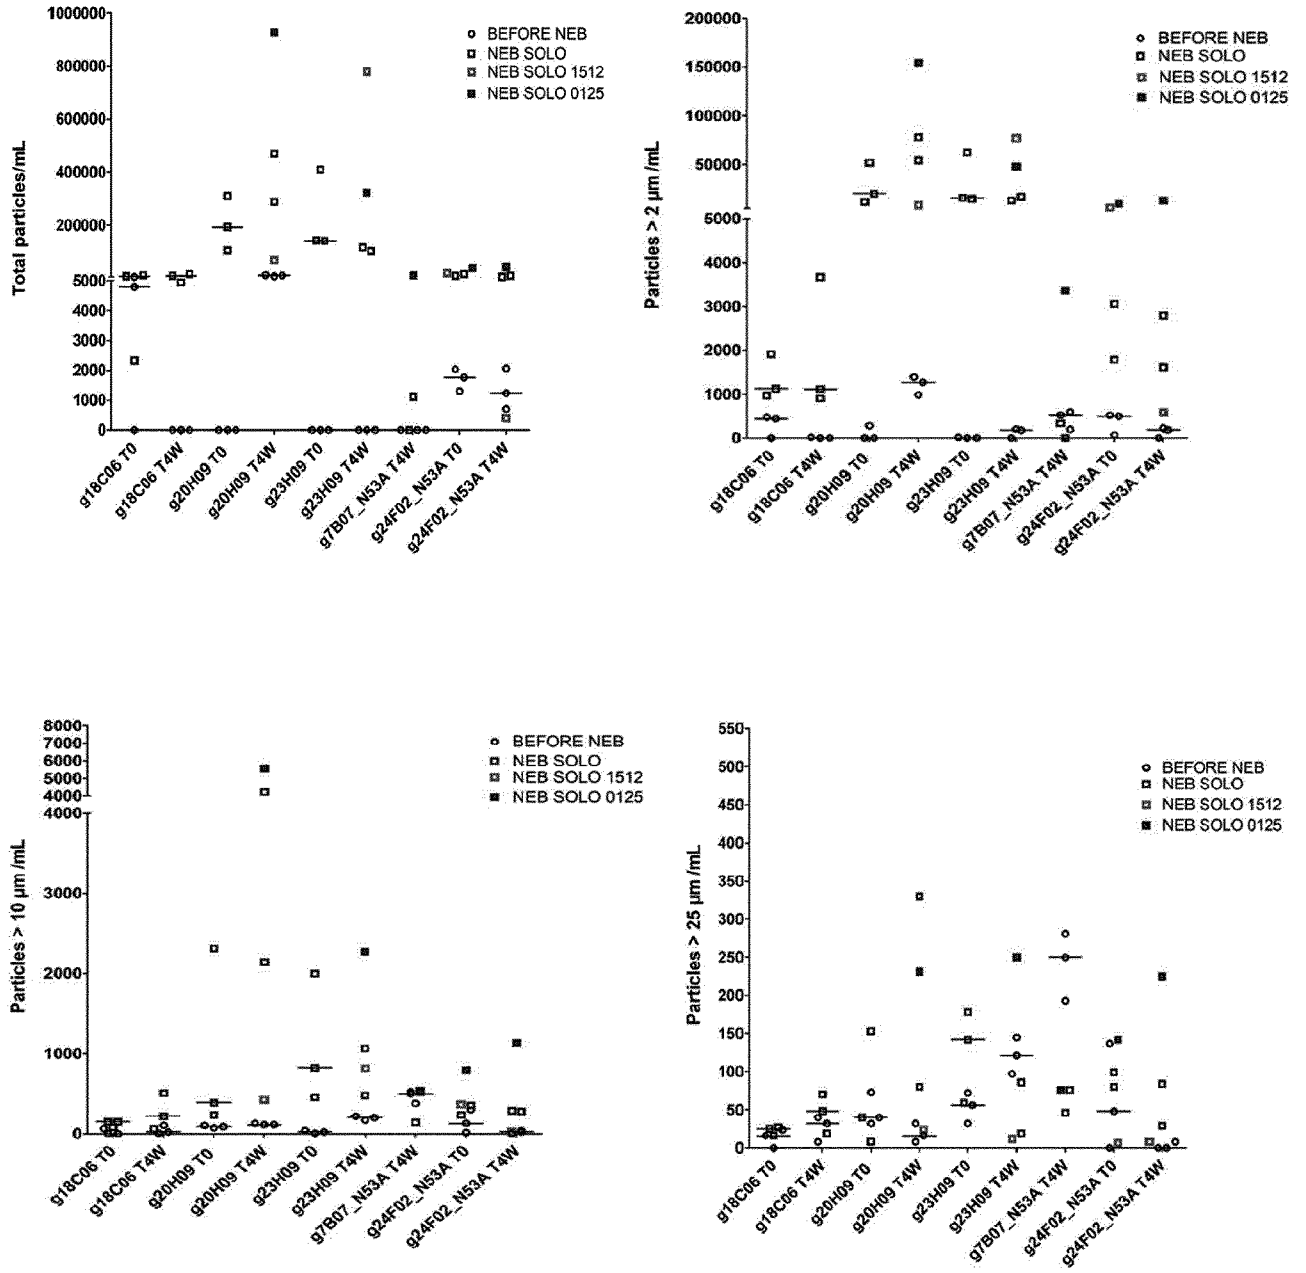 Total particles/mL
1000000
800000
600000
400000
200000
5000
4000
3000
2000
1000
0
BEFORE NEB
NEB SOLO
NEB SOLO 1512
NEB SOLO 0125
g18C06 T0
g18C06 T4W
g20H09 T0
g20H09 T4W
g23H09 T0
g23H09 T4W
g7B07_N53A T4W
g24F02_N53A T0
g24F02_N53A T4W
Particles > 2 µm /mL
200000
150000
100000
50000
5000
4000
3000
2000
1000
0
BEFORE NEB
NEB SOLO
NEB SOLO 1512
NEB SOLO 0125
g18C06 T0
g18C06 T4W
g20H09 T0
g20H09 T4W
g23H09 T0
g23H09 T4W
g7B07_N53A T4W
g24F02_N53A T0
g24F02_N53A T4W
Particles > 10 µm /mL
8000
7000
6000
5000
4000
4000
3000
2000
1000
0
BEFORE NEB
NEB SOLO
NEB SOLO 1512
NEB SOLO 0125
g18C06 T0
g18C06 T4W
g20H09 T0
g20H09 T4W
g23H09 T0
g23H09 T4W
g7B07_N53A T4W
g24F02_N53A T0
g24F02_N53A T4W
Particles > 25 µm /mL
550
500
450
400
350
300
250
200
150
100
50
0
BEFORE NEB
NEB SOLO
NEB SOLO 1512
NEB SOLO 0125
g18C06 T0
g18C06 T4W
g20H09 T0
g20H09 T4W
g23H09 T0
g23H09 T4W
g7B07_N53A T4W
g24F02_N53A T0
g24F02_N53A T4W